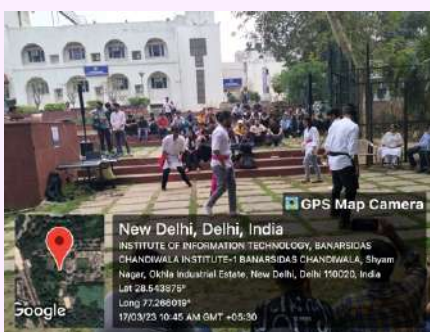 GPS Map Camera
New Delhi, Delhi, India
INSTITUTE OF INFORMATION TECHNOLOGY, BANARSIDAS
CHANDIWALA INSTITUTE-1 BANARSIDAS CHANDIWALA, Shyam
Nagar, Okhla Industrial Estate, New Delhi, Delhi 110020, India
Lat 28.543875°
Long 77.266019°
17/03/23 10:45 AM GMT +05:30
Google